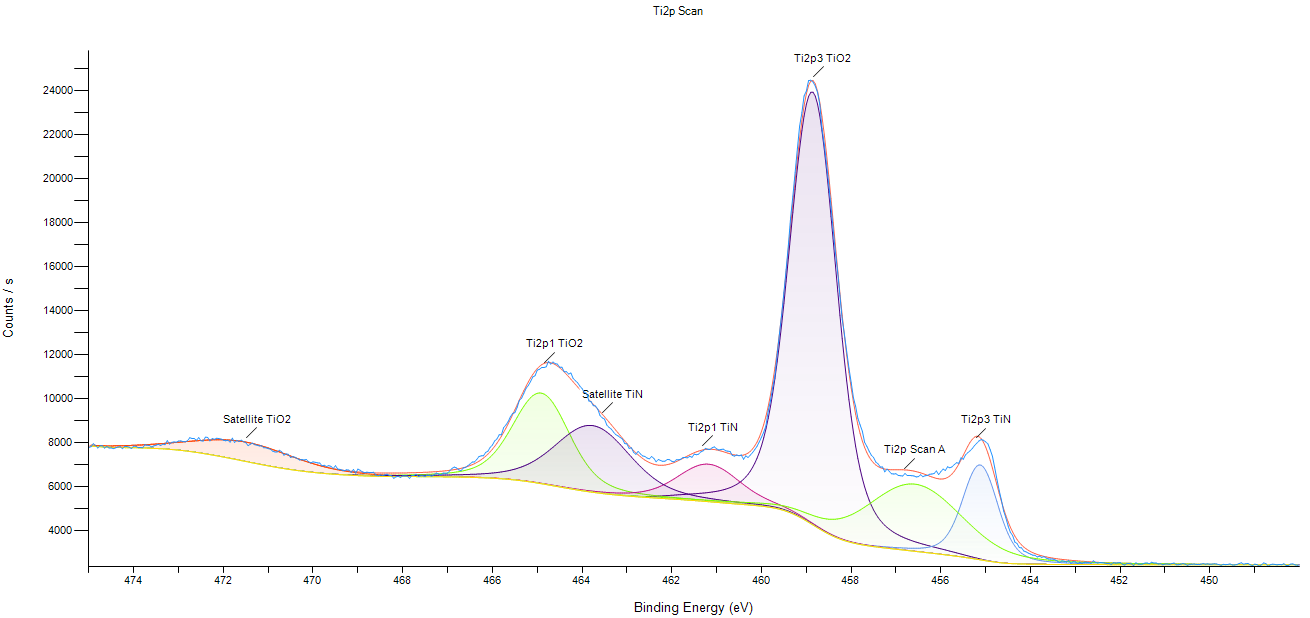 Ti2p Scan
Ti2p3 TiO2
24000
22000
20000
18000
16000
14000
12000
10000
8000
6000
4000
Counts / s
Ti2p1 TiO2
Satellite TiN
Satellite TiO2
Ti2p1 TiN
Ti2p3 TiN
Ti2p Scan A
474
472
470
468
466
464
462
460
458
456
454
452
450
Binding Energy (eV)